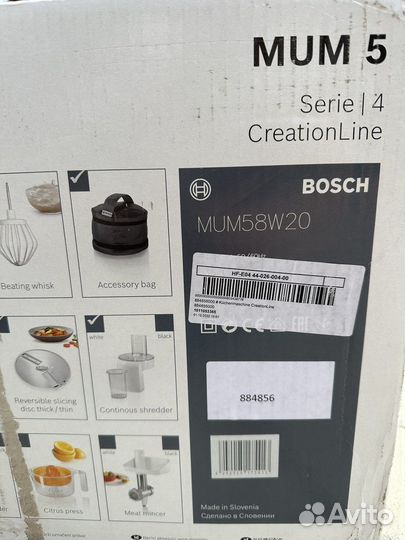 MUM 5
Serie | 4
CreationLine
BOSCH
MUM58W20
Beating whisk
Accessory bag
HF-E04 44-026-004-00
Küchenmaschine CreationLine
white
black
Reversible slicing
disc thick / thin
Continous shredder
884856
white
black
Citrus press
Meat mincer
Made in Slovenia
Сделано в Словении
Avito